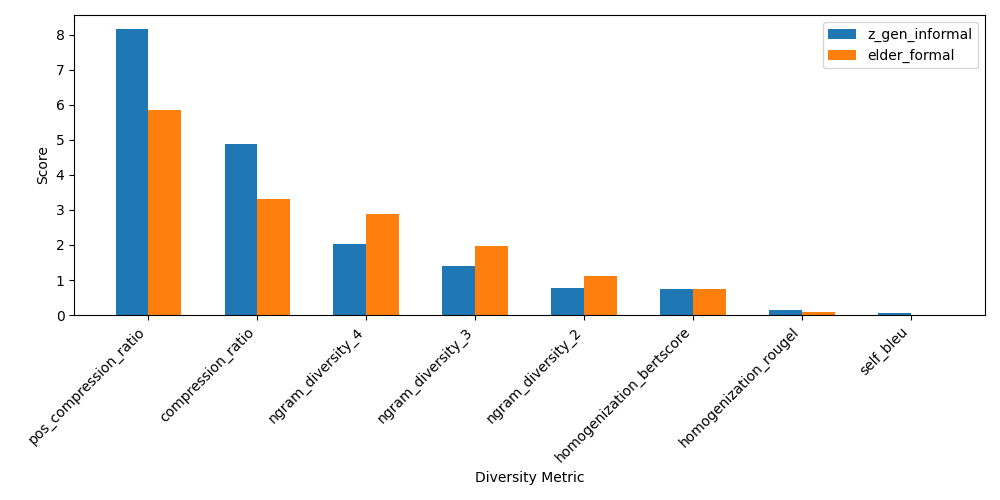 z_gen_informal
elder_formal
8
7
6
5
4
3
2
1
0
Score
pos_compression_ratio
compression_ratio
ngram_diversity_4
ngram_diversity_3
ngram_diversity_2
homogenization_bertscore
homogenization_rougel
self_bleu
Diversity Metric